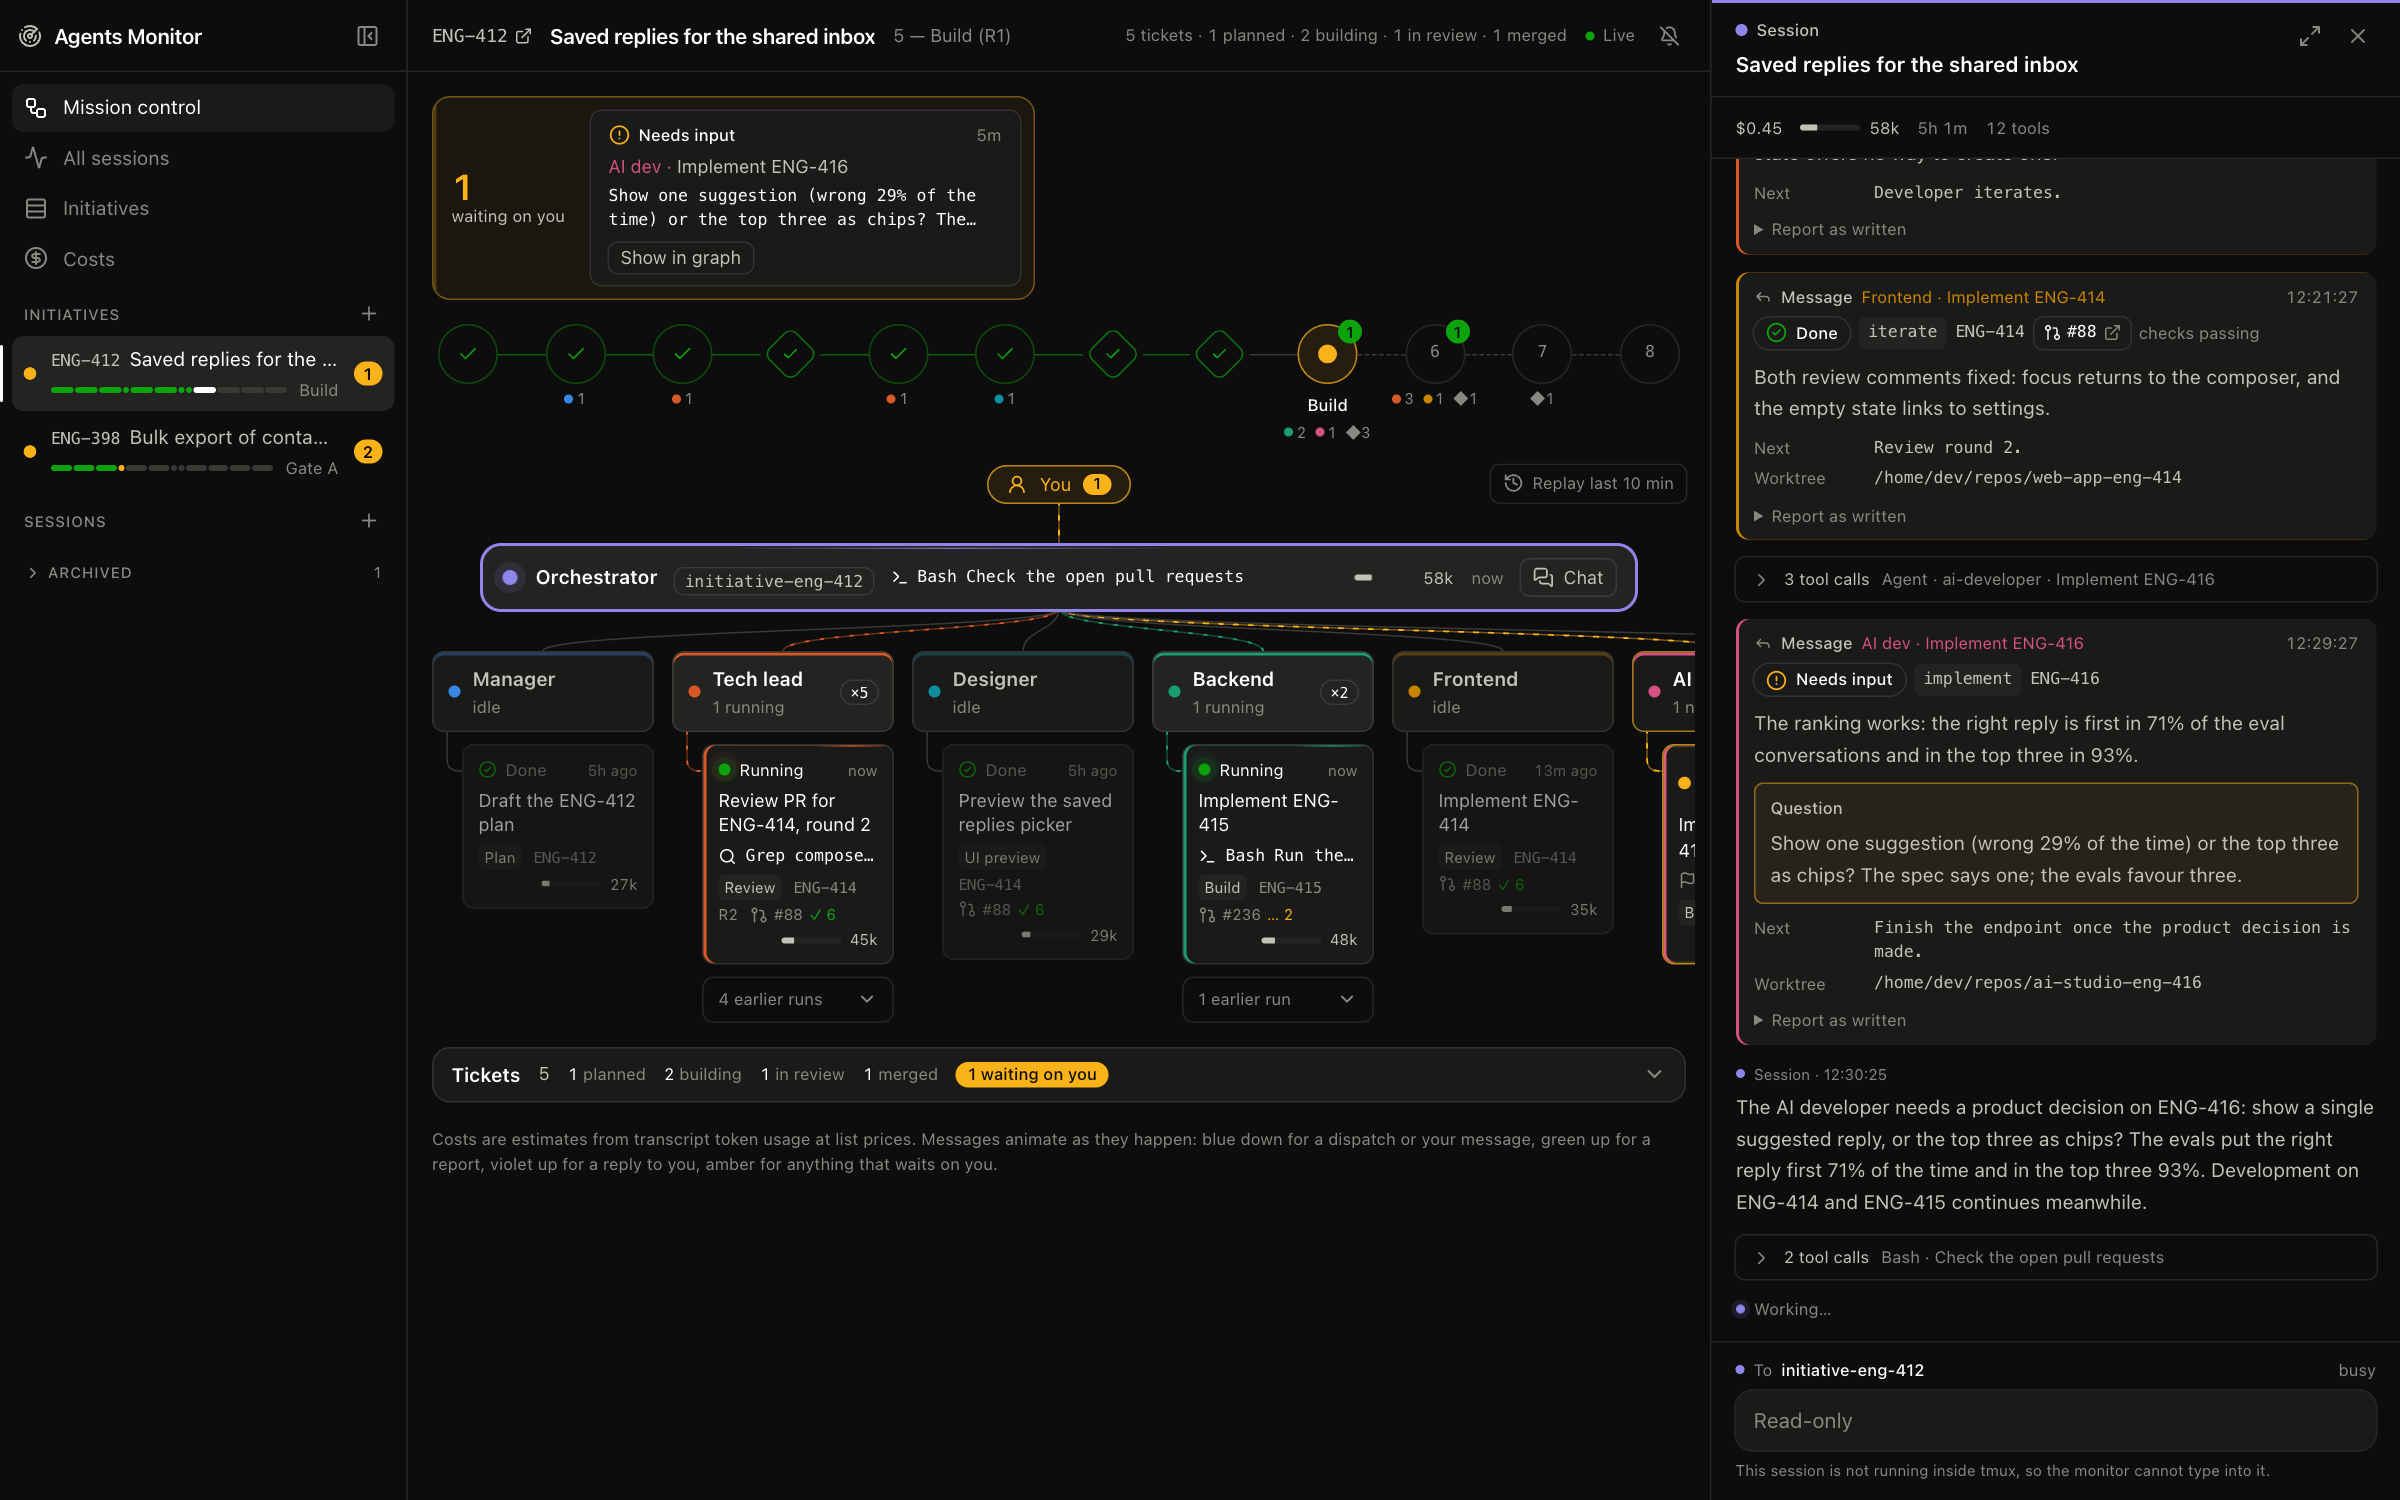 Agents Monitor
Mission control
All sessions
Initiatives
Costs
INITIATIVES
ENG-412 Saved replies for the ...
1
Build
ENG-398 Bulk export of conta...
2
Gate A
SESSIONS
ARCHIVED 1
ENG-412 Saved replies for the shared inbox 5 — Build (R1)
5 tickets · 1 planned · 2 building · 1 in review · 1 merged Live
1
waiting on you
Needs input 5m
AI dev · Implement ENG-416
Show one suggestion (wrong 29% of the
time) or the top three as chips? The…
Show in graph
1 1
6 7 8
1 1 1 1
Build
3 1 1 1
2 1 3
You 1
Replay last 10 min
Orchestrator initiative-eng-412 Bash Check the open pull requests 58k now Chat
Manager
idle
Done 5h ago
Draft the ENG-412
plan
Plan ENG-412
27k
Tech lead
1 running
×5
Running now
Review PR for
ENG-414, round 2
Grep compose…
Review ENG-414
R2 #88 ✓ 6
45k
4 earlier runs
Designer
idle
Done 5h ago
Preview the saved
replies picker
UI preview
ENG-414
#88 ✓ 6
29k
Backend
1 running
×2
Running now
Implement ENG-
415
Bash Run the…
Build ENG-415
#236 … 2
48k
1 earlier run
Frontend
idle
Done 13m ago
Implement ENG-
414
Review ENG-414
#88 ✓ 6
35k
AI
Tickets 5 1 planned 2 building 1 in review 1 merged 1 waiting on you
Costs are estimates from transcript token usage at list prices. Messages animate as they happen: blue down for a dispatch or your message, green up for a
report, violet up for a reply to you, amber for anything that waits on you.
Session
Saved replies for the shared inbox
$0.45 58k 5h 1m 12 tools
Next Developer iterates.
Report as written
Message Frontend · Implement ENG-414 12:21:27
Done iterate ENG-414 #88 checks passing
Both review comments fixed: focus returns to the composer, and
the empty state links to settings.
Next Review round 2.
Worktree /home/dev/repos/web-app-eng-414
Report as written
3 tool calls Agent · ai-developer · Implement ENG-416
Message AI dev · Implement ENG-416 12:29:27
Needs input implement ENG-416
The ranking works: the right reply is first in 71% of the eval
conversations and in the top three in 93%.
Question
Show one suggestion (wrong 29% of the time) or the top three
as chips? The spec says one; the evals favour three.
Next Finish the endpoint once the product decision is
made.
Worktree /home/dev/repos/ai-studio-eng-416
Report as written
Session · 12:30:25
The AI developer needs a product decision on ENG-416: show a single
suggested reply, or the top three as chips? The evals put the right
reply first 71% of the time and in the top three 93%. Development on
ENG-414 and ENG-415 continues meanwhile.
2 tool calls Bash · Check the open pull requests
Working...
To initiative-eng-412 busy
Read-only
This session is not running inside tmux, so the monitor cannot type into it.